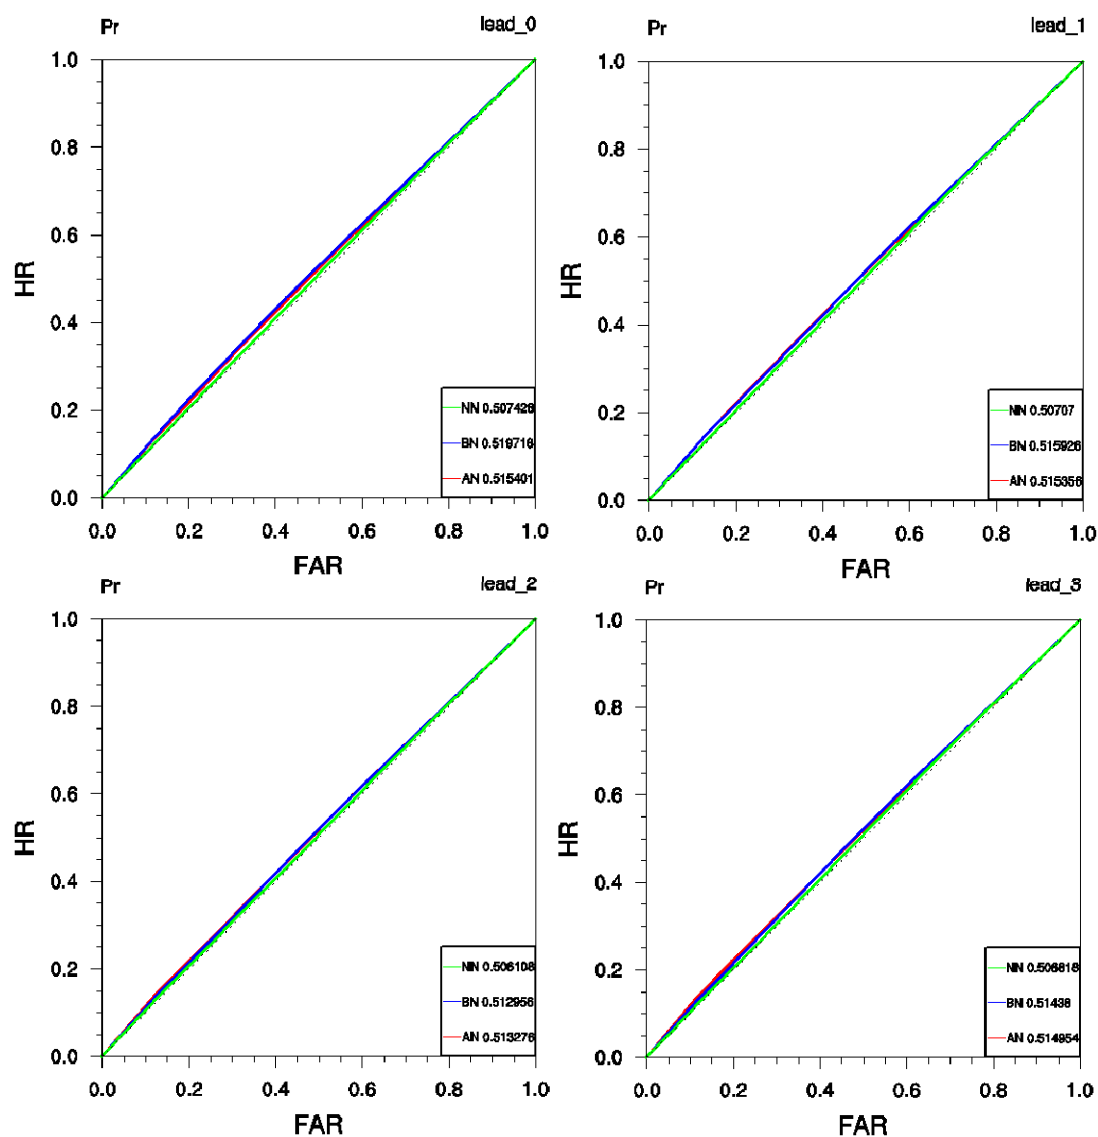 Pr lead_0
1.0
0.8
0.6
0.4
0.2
0.0
HR
NN 0.507426
BN 0.519716
AN 0.515401
0.0 0.2 0.4 0.6 0.8 1.0
FAR
Pr lead_1
1.0
0.8
0.6
0.4
0.2
0.0
HR
NN 0.50707
BN 0.515926
AN 0.515356
0.0 0.2 0.4 0.6 0.8 1.0
FAR
Pr lead_2
1.0
0.8
0.6
0.4
0.2
0.0
HR
NN 0.506108
BN 0.512956
AN 0.513276
0.0 0.2 0.4 0.6 0.8 1.0
FAR
Pr lead_3
1.0
0.8
0.6
0.4
0.2
0.0
HR
NN 0.506616
BN 0.51436
AN 0.514954
0.0 0.2 0.4 0.6 0.8 1.0
FAR